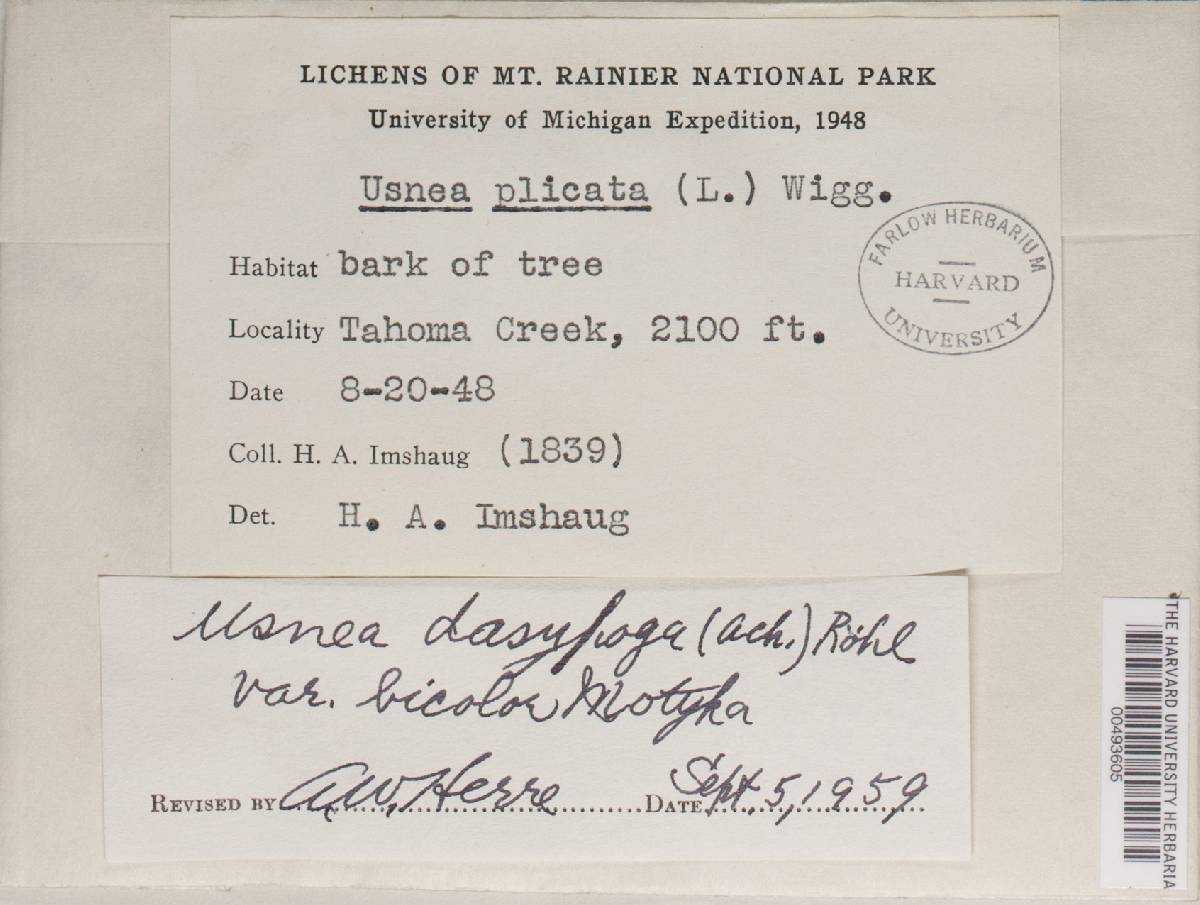 LICHENS OF MT. RAINIER NATIONAL PARK
University of Michigan Expedition, 1948
Usnea plicata (L.) Wigg.
FARLOW HERBARIUM
HARVARD
UNIVERSITY
Habitat bark of tree
Locality Tahoma Creek, 2100 ft.
Date 8-20-48
Coll. H. A. Imshaug (1839)
Det. H. A. Imshaug
Usnea dasypoga (Ach.) Röhl
var. bicolor Motyka
REVISED BY A.W. Herre DATE Sept. 5, 1959
THE HARVARD UNIVERSITY HERBARIA
00493605